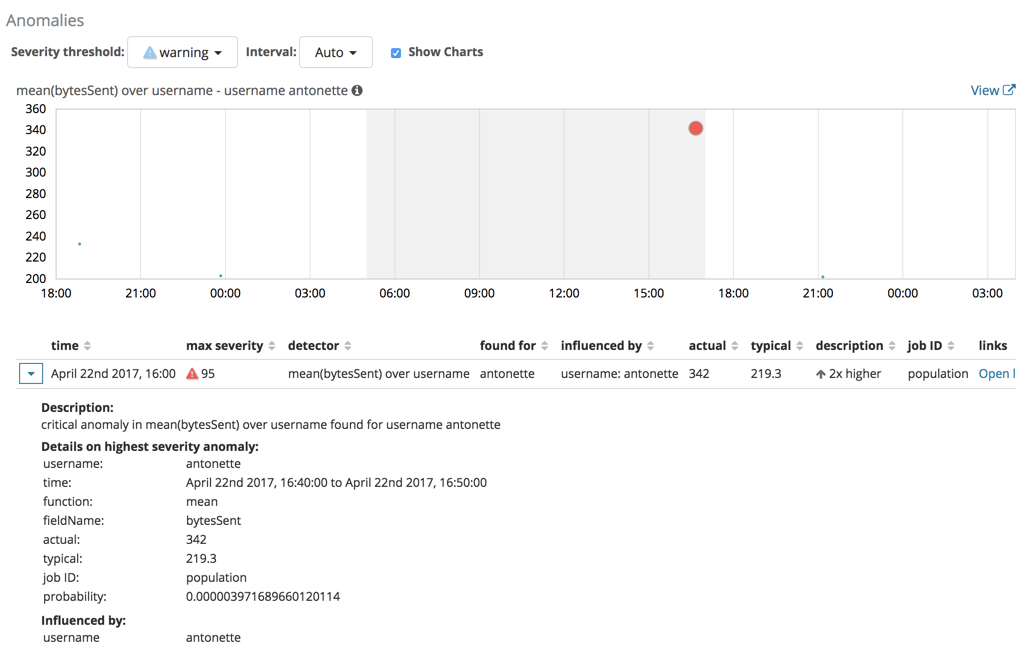 Anomalies
Severity threshold: warning Interval: Auto Show Charts
mean(bytesSent) over username - username antonette View
360
340
320
300
280
260
240
220
200
18:00 21:00 00:00 03:00 06:00 09:00 12:00 15:00 18:00 21:00 00:00 03:00
time max severity detector found for influenced by actual typical description job ID links
April 22nd 2017, 16:00 95 mean(bytesSent) over username antonette username: antonette 342 219.3 2x higher population Open l
Description:
critical anomaly in mean(bytesSent) over username found for username antonette
Details on highest severity anomaly:
username: antonette
time: April 22nd 2017, 16:40:00 to April 22nd 2017, 16:50:00
function: mean
fieldName: bytesSent
actual: 342
typical: 219.3
job ID: population
probability: 0.000003971689660120114
Influenced by:
username antonette